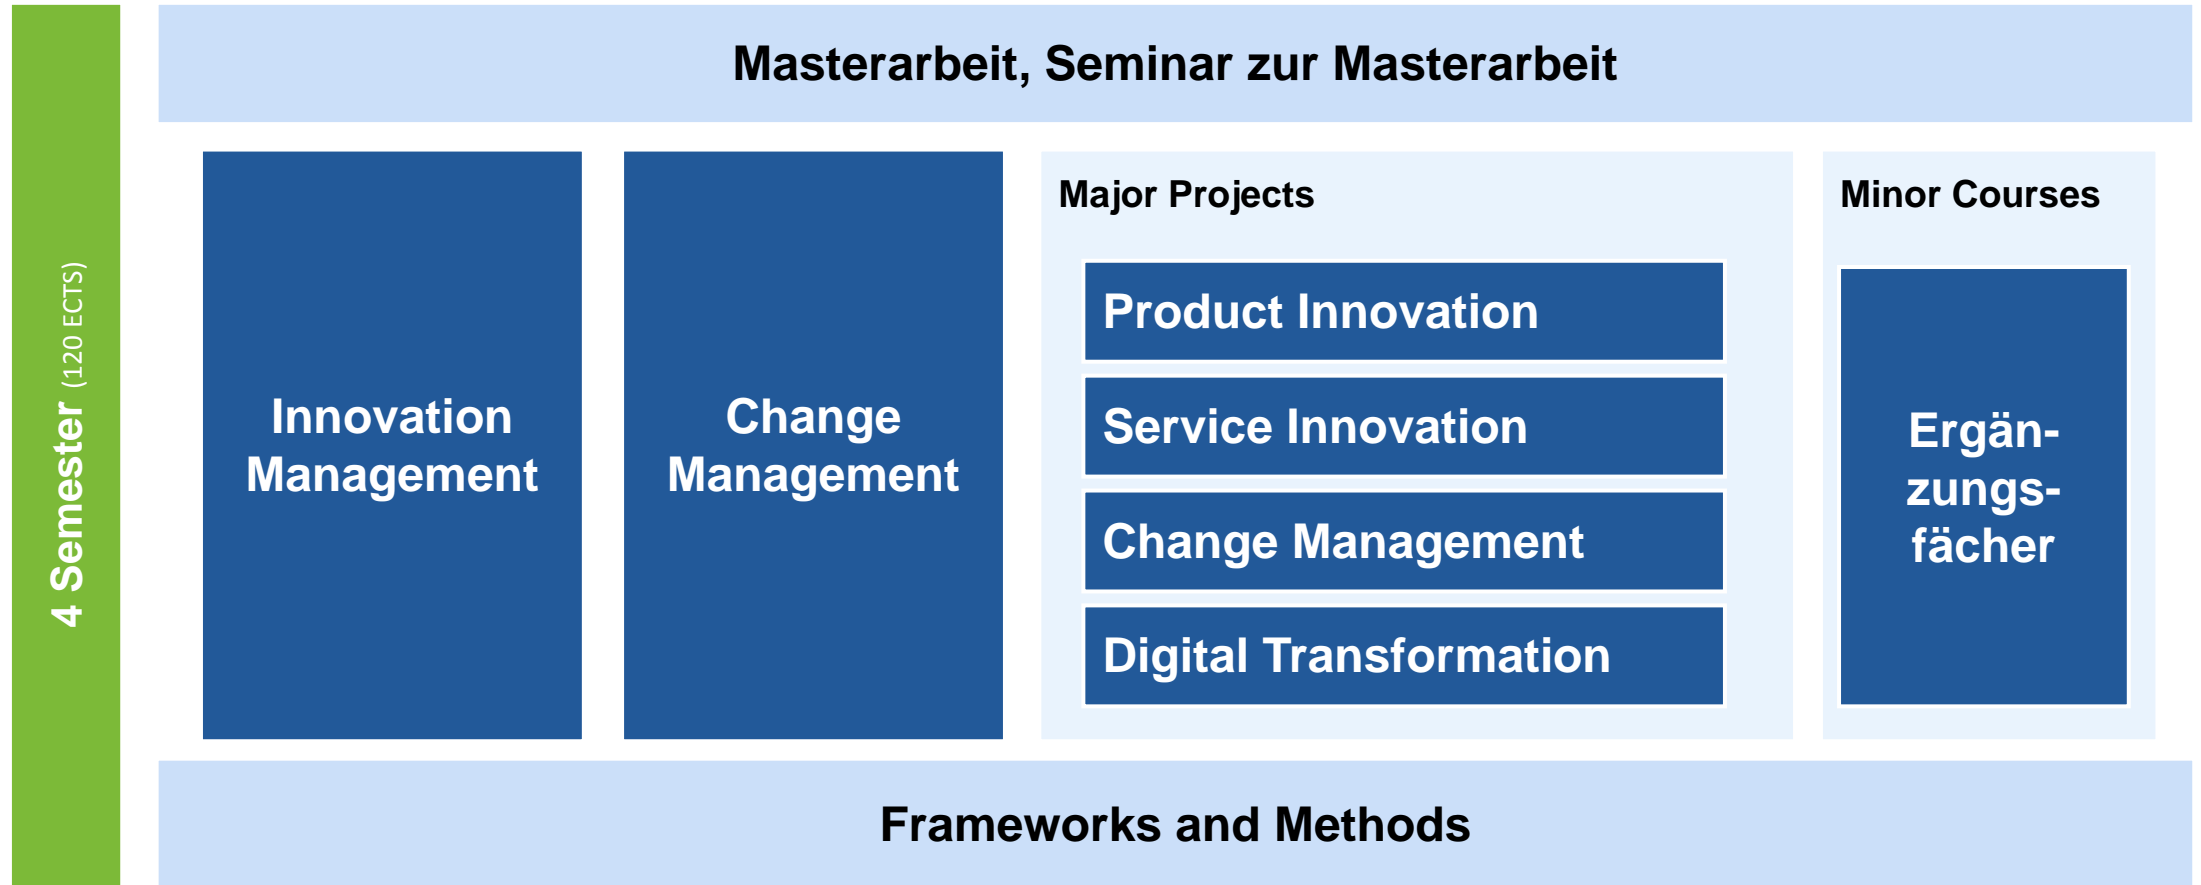 4 Semester (120 ECTS)
Masterarbeit, Seminar zur Masterarbeit
Innovation
Management
Change
Management
Major Projects
Product Innovation
Service Innovation
Change Management
Digital Transformation
Minor Courses
Ergän-
zungs-
fächer
Frameworks and Methods